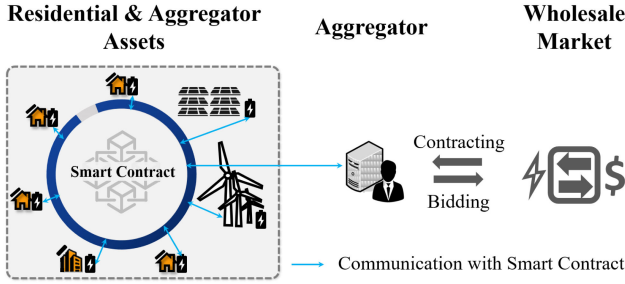 Residential & Aggregator
Assets
Aggregator
Wholesale
Market
Smart Contract
Contracting
Bidding
$
Communication with Smart Contract